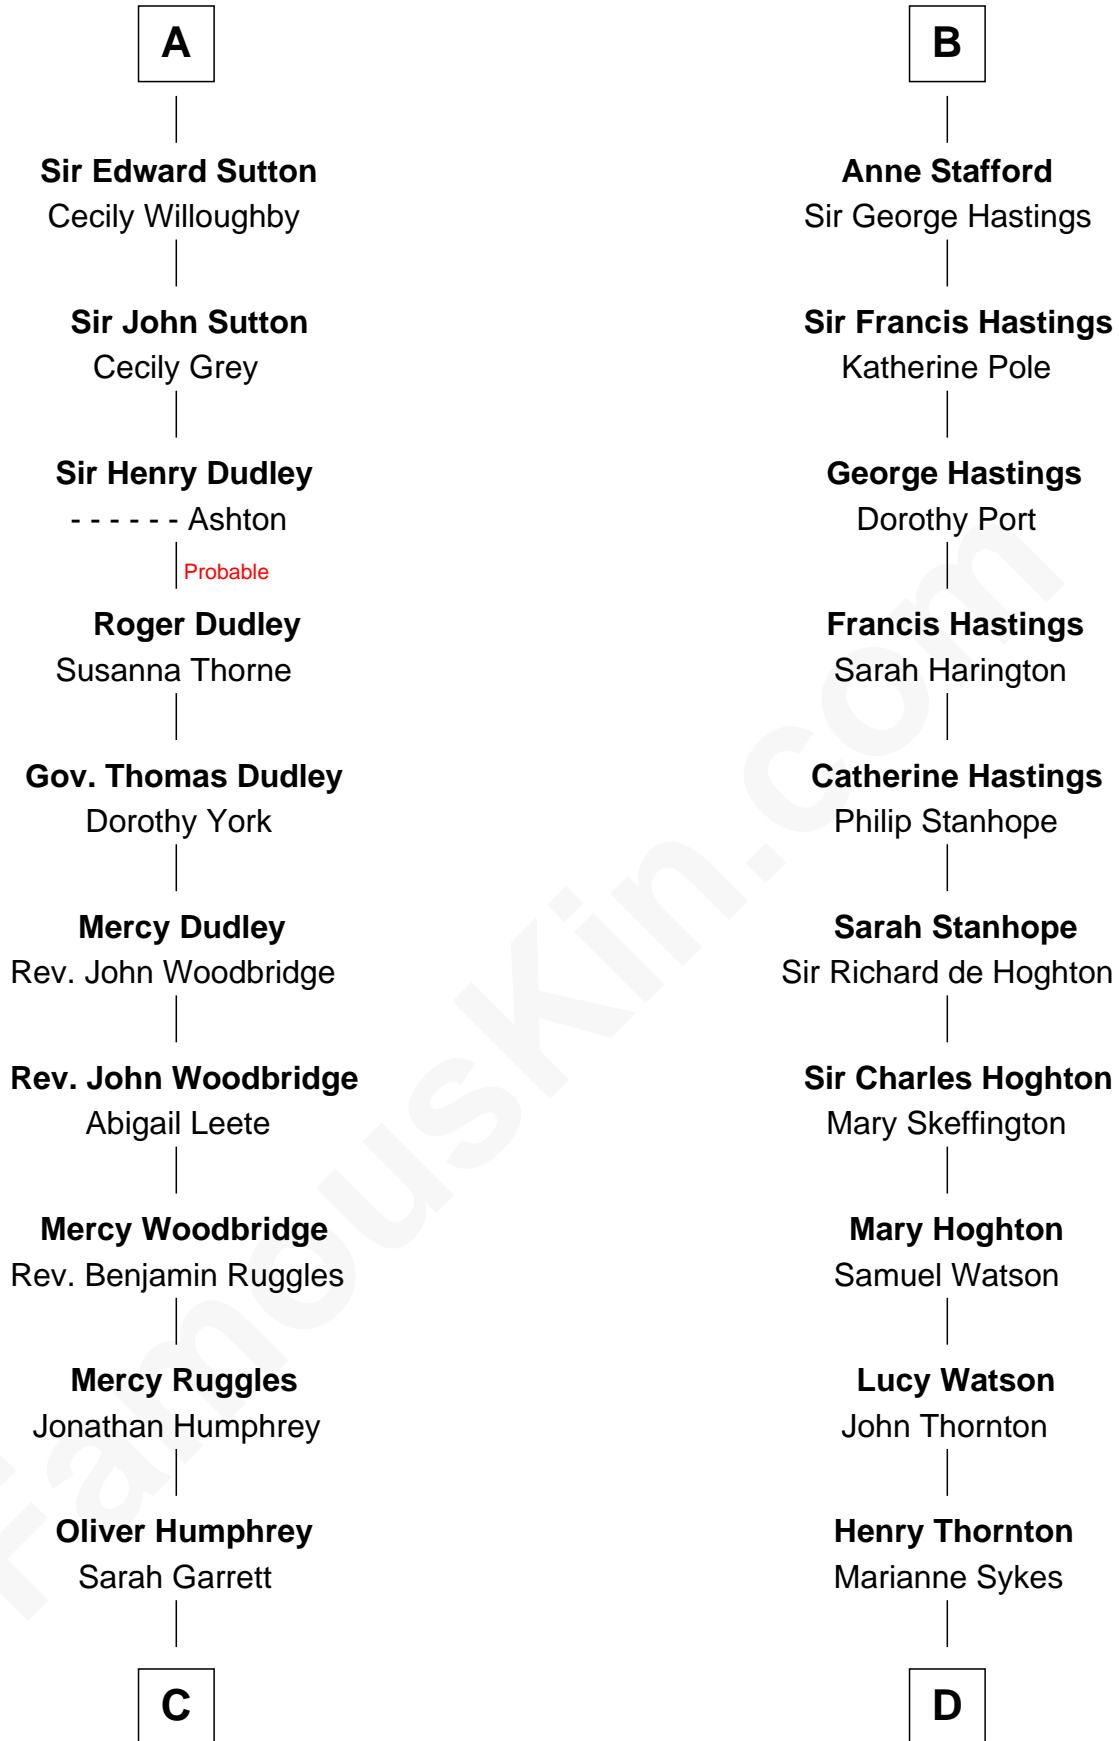 A
Sir Edward Sutton
Cecily Willoughby
Sir John Sutton
Cecily Grey
Sir Henry Dudley
- - - - - - Ashton
Probable
Roger Dudley
Susanna Thorne
Gov. Thomas Dudley
Dorothy York
Mercy Dudley
Rev. John Woodbridge
Rev. John Woodbridge
Abigail Leete
Mercy Woodbridge
Rev. Benjamin Ruggles
Mercy Ruggles
Jonathan Humphrey
Oliver Humphrey
Sarah Garrett
C
B
Anne Stafford
Sir George Hastings
Sir Francis Hastings
Katherine Pole
George Hastings
Dorothy Port
Francis Hastings
Sarah Harington
Catherine Hastings
Philip Stanhope
Sarah Stanhope
Sir Richard de Hoghton
Sir Charles Hoghton
Mary Skeffington
Mary Hoghton
Samuel Watson
Lucy Watson
John Thornton
Henry Thornton
Marianne Sykes
D
FamousKin.com